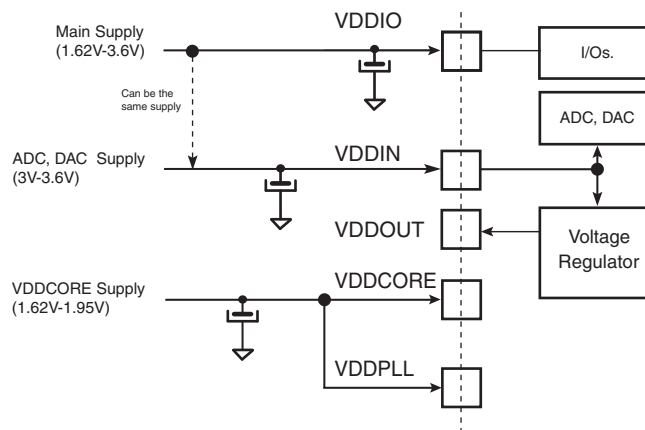 Main Supply
(1.62V-3.6V)
VDDIO
I/Os.
Can be the
same supply
ADC, DAC
ADC, DAC Supply
(3V-3.6V)
VDDIN
VDDOUT
Voltage
Regulator
VDDCORE Supply
(1.62V-1.95V)
VDDCORE
VDDPLL